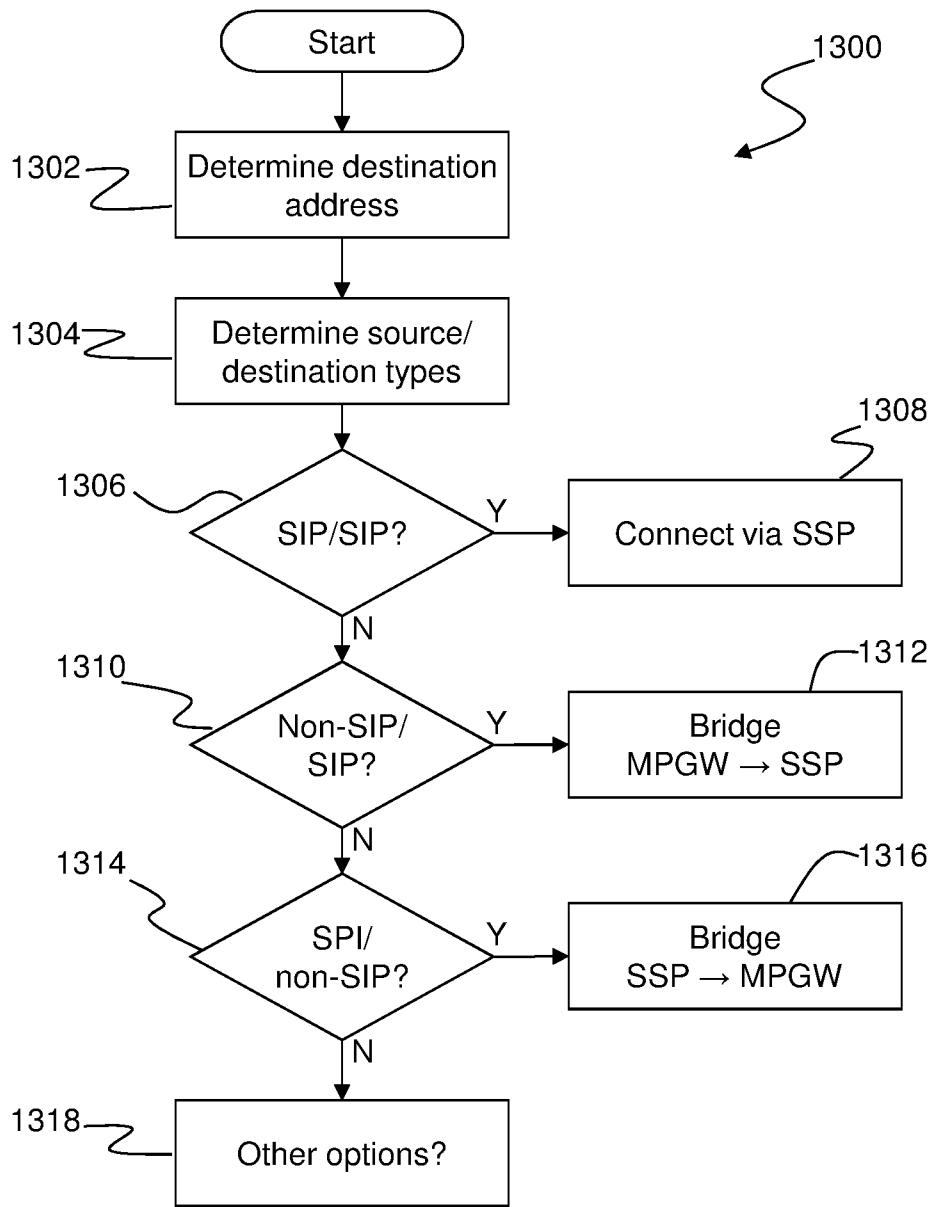 Start
1300
1302
Determine destination
address
1304
Determine source/
destination types
1308
1306
SIP/SIP?
Y
Connect via SSP
N
1310
1312
Non-SIP/
SIP?
Y
Bridge
MPGW → SSP
N
1314
1316
SPI/
non-SIP?
Y
Bridge
SSP → MPGW
N
1318
Other options?